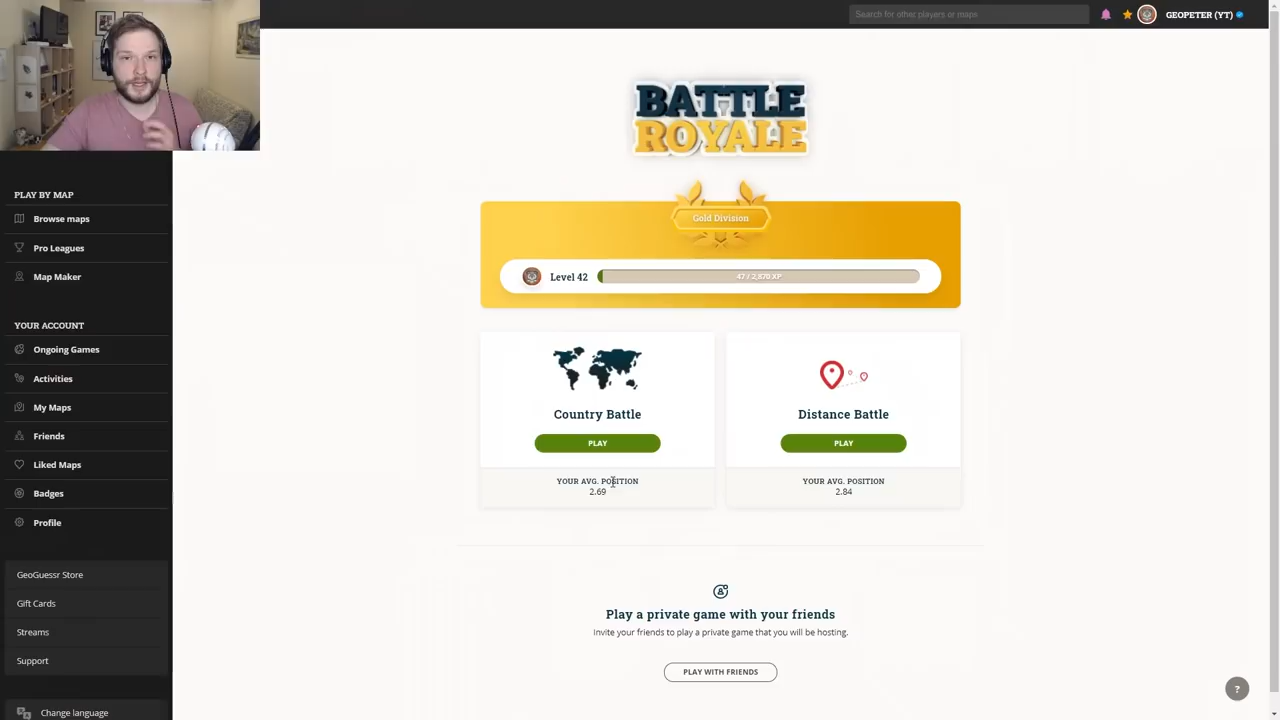 Search for other players or maps
GEOPETER (YT)
BATTLE
ROYALE
PLAY BY MAP
Browse maps
Pro Leagues
Map Maker
YOUR ACCOUNT
Ongoing Games
Activities
My Maps
Friends
Liked Maps
Badges
Profile
GeoGuessr Store
Gift Cards
Streams
Support
Change language
Gold Division
Level 42
47 / 2,870 XP
Country Battle
PLAY
YOUR AVG. POSITION
2.69
Distance Battle
PLAY
YOUR AVG. POSITION
2.84
Play a private game with your friends
Invite your friends to play a private game that you will be hosting.
PLAY WITH FRIENDS
?